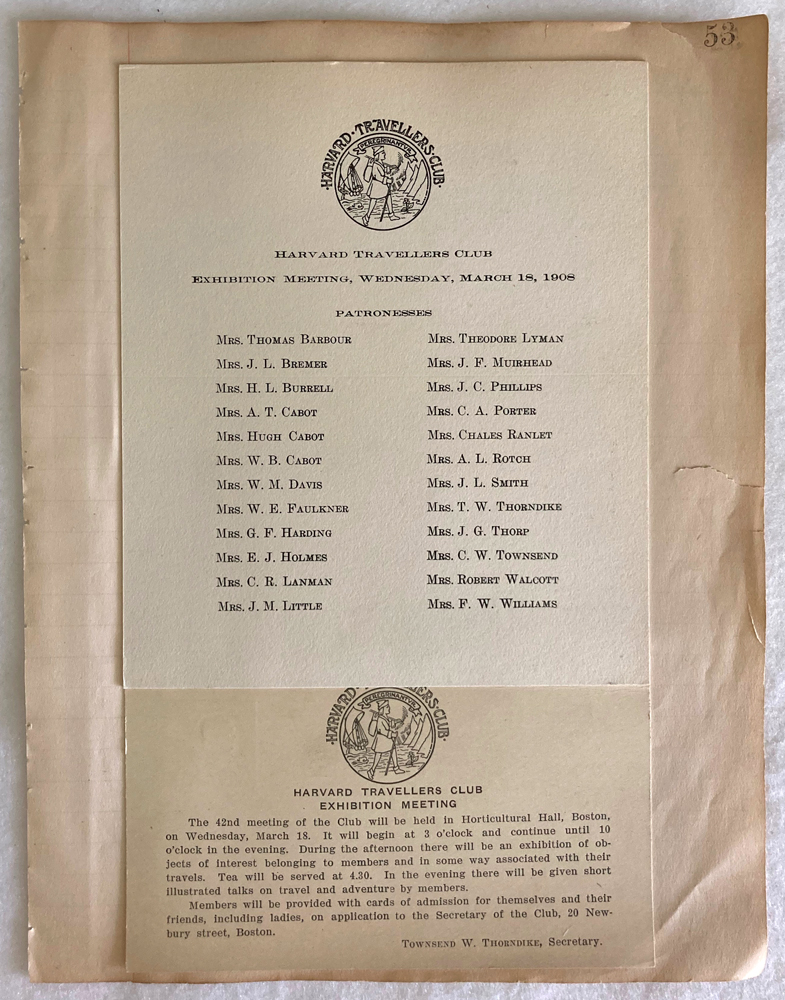 53
HARVARD·TRAVELLERS·CLUB·
PEREGRINANTVR
HARVARD TRAVELLERS CLUB
EXHIBITION MEETING, WEDNESDAY, MARCH 18, 1908
PATRONESSES
MRS. THOMAS BARBOUR
MRS. J. L. BREMER
MRS. H. L. BURRELL
MRS. A. T. CABOT
MRS. HUGH CABOT
MRS. W. B. CABOT
MRS. W. M. DAVIS
MRS. W. E. FAULKNER
MRS. G. F. HARDING
MRS. E. J. HOLMES
MRS. C. R. LANMAN
MRS. J. M. LITTLE
MRS. THEODORE LYMAN
MRS. J. F. MUIRHEAD
MRS. J. C. PHILLIPS
MRS. C. A. PORTER
MRS. CHALES RANLET
MRS. A. L. ROTCH
MRS. J. L. SMITH
MRS. T. W. THORNDIKE
MRS. J. G. THORP
MRS. C. W. TOWNSEND
MRS. ROBERT WALCOTT
MRS. F. W. WILLIAMS
HARVARD ERS·CLUB·
PEREGRINANTVR
HARVARD TRAVELLERS CLUB
EXHIBITION MEETING
The 42nd meeting of the Club will be held in Horticultural Hall, Boston,
on Wednesday, March 18. It will begin at 3 o'clock and continue until 10
o'clock in the evening. During the afternoon there will be an exhibition of ob-
jects of interest belonging to members and in some way associated with their
travels. Tea will be served at 4.30. In the evening there will be given short
illustrated talks on travel and adventure by members.
Members will be provided with cards of admission for themselves and their
friends, including ladies, on application to the Secretary of the Club, 20 New-
bury street, Boston.
TOWNSEND W. THORNDIKE, Secretary.